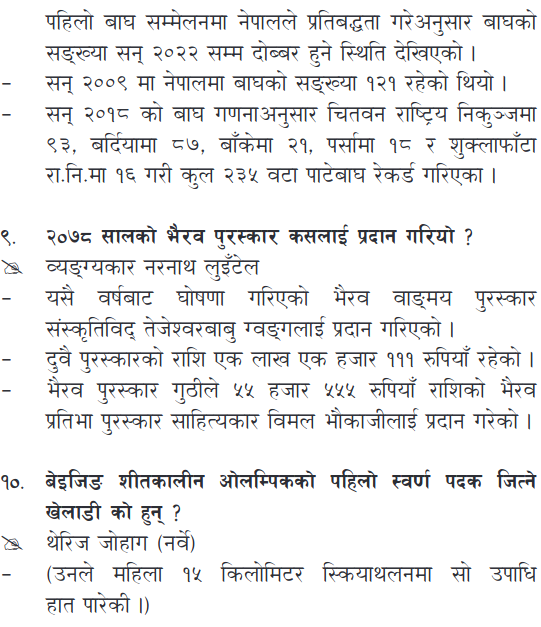 पहिलो बाघ सम्मेलनमा नेपालले प्रतिबद्धता गरेअनुसार बाघको
सङ्ख्या सन् २०२२ सम्म दोब्बर हुने स्थिति देखिएको ।
– सन् २००९ मा नेपालमा बाघको सङ्ख्या १२१ रहेको थियो ।
– सन् २०१८ को बाघ गणनाअनुसार चितवन राष्ट्रिय निकुञ्जमा
९३, बर्दियामा ८७, बाँकेमा २१, पर्सामा १८ र शुक्लाफाँटा
रा.नि.मा १६ गरी कुल २३५ वटा पाटेबाघ रेकर्ड गरिएका ।
९. २०७८ सालको भैरव पुरस्कार कसलाई प्रदान गरियो ?
व्यङ्ग्यकार नरनाथ लुइँटेल
– यसै वर्षबाट घोषणा गरिएको भैरव वाङ्मय पुरस्कार
संस्कृतिविद् तेजेश्वरबाबु ग्वङ्गलाई प्रदान गरिएको ।
– दुवै पुरस्कारको राशि एक लाख एक हजार १११ रुपियाँ रहेको ।
– भैरव पुरस्कार गुठीले ५५ हजार ५५५ रुपियाँ राशिको भैरव
प्रतिभा पुरस्कार साहित्यकार विमल भौकाजीलाई प्रदान गरेको ।
१०. बेइजिङ शीतकालीन ओलम्पिकको पहिलो स्वर्ण पदक जित्ने
खेलाडी को हुन् ?
थेरिज जोहाग (नर्वे)
– (उनले महिला १५ किलोमिटर स्कियाथलनमा सो उपाधि
हात पारेकी ।)